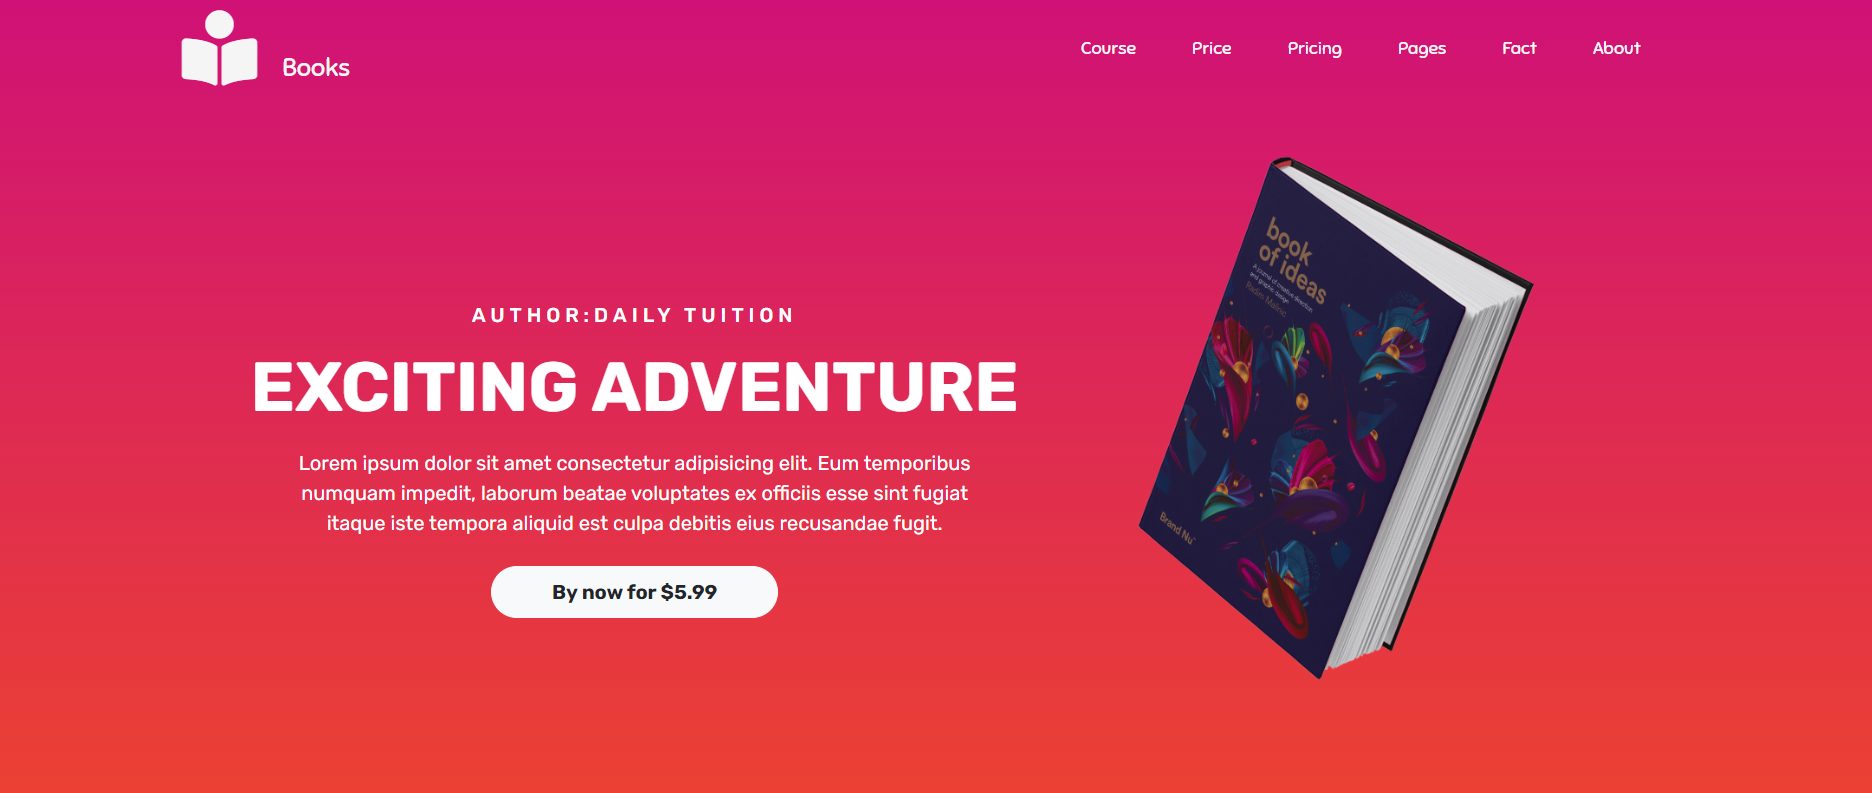 Books
Course
Price
Pricing
Pages
Fact
About
AUTHOR:DAILY TUITION
EXCITING ADVENTURE
Lorem ipsum dolor sit amet consectetur adipisicing elit. Eum temporibus
numquam impedit, laborum beatae voluptates ex officiis esse sint fugiat
itaque iste tempora aliquid est culpa debitis eius recusandae fugit.
By now for $5.99
book
of ideas
A journal of creative direction
and graphic design
Radim Malinic
Brand Nu